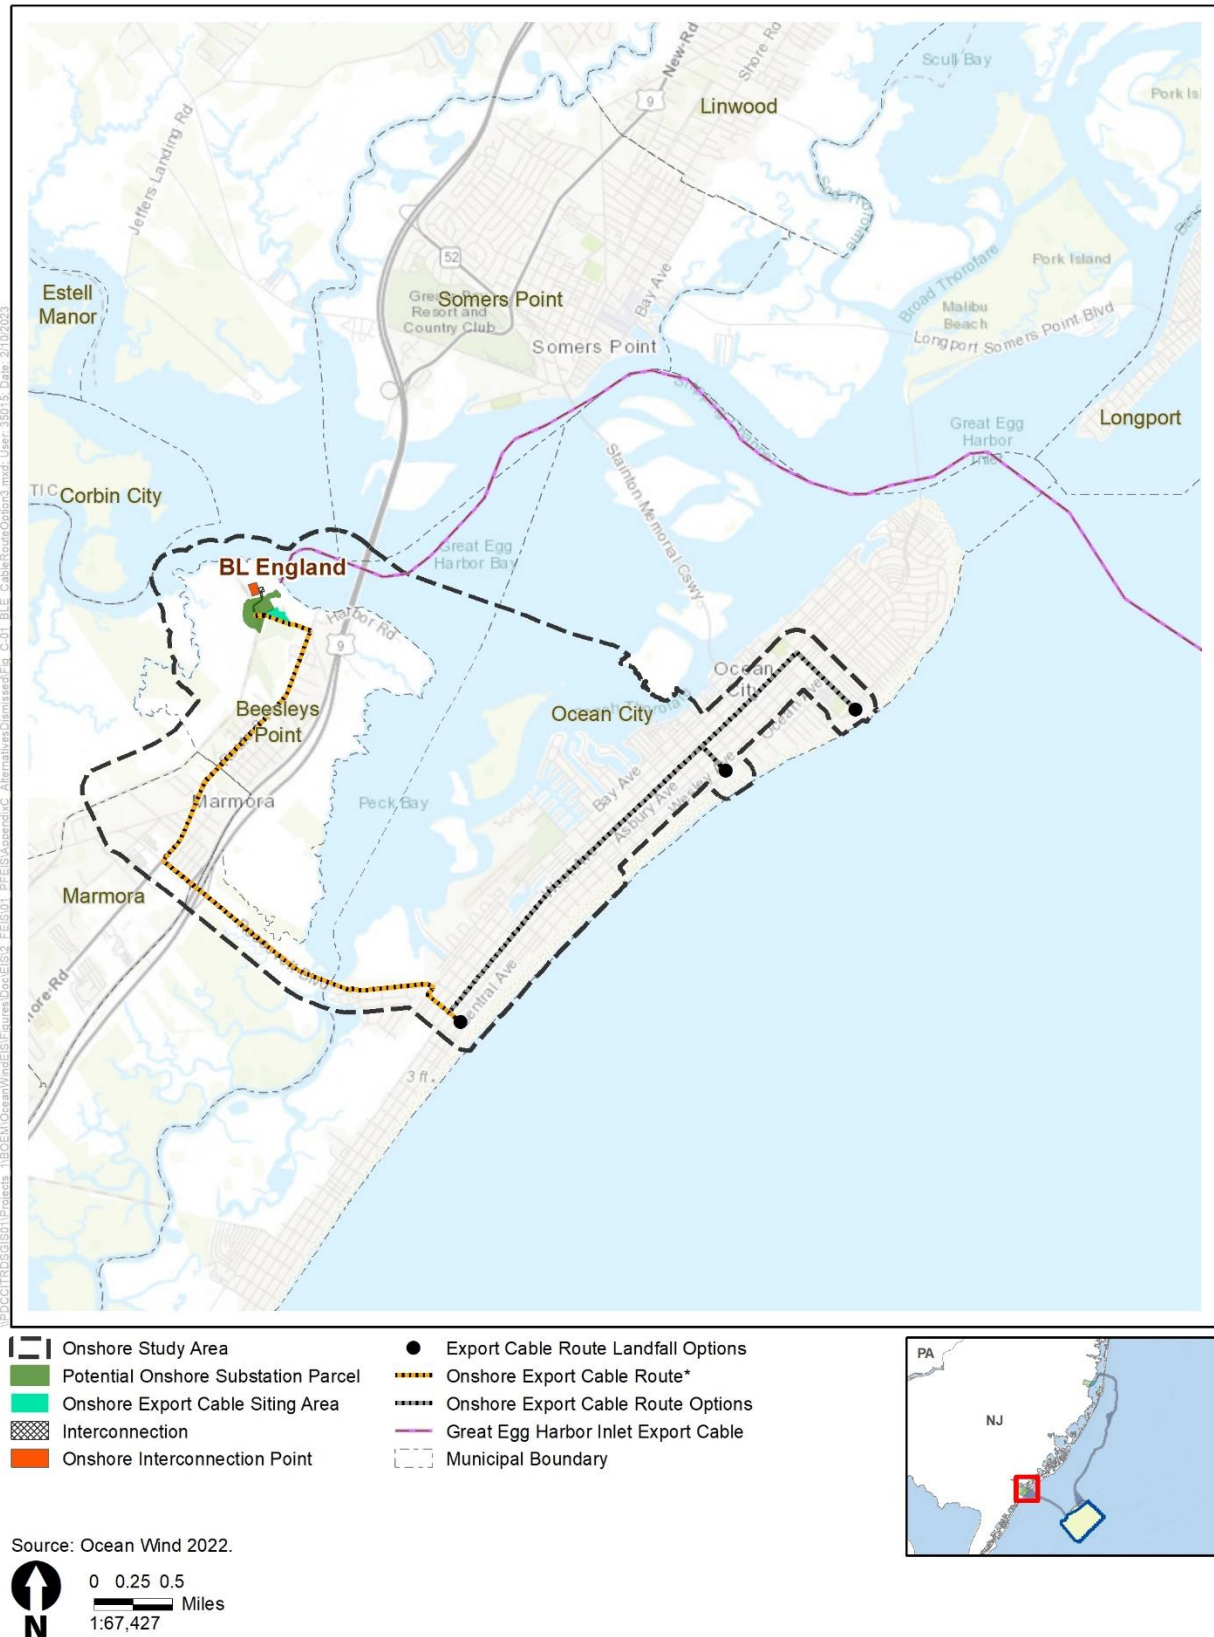 New Rd
Shore Rd
9
Linwood
Scull Bay
Jeffers Landing Rd
52
Somers Point
Resort and
Country Club
Bay Ave
Somers Point
Estell
Manor
Broad Thorofare
Pork Island
Malibu
Beach
Longport Somers Point Blvd
Longport
Great Egg
Harbor
Inlet
Corbin City
Stainton Memorial Cswy
Great Egg
Harbor Bay
BL England
Harbor Rd
9
Beesleys
Point
Ocean
City
Ocean City
Bay Ave
Asbury Ave
Wesley Ave
Marmora
Peck Bay
Marmora
Central Ave
3 ft
Onshore Study Area
Potential Onshore Substation Parcel
Onshore Export Cable Siting Area
Interconnection
Onshore Interconnection Point
Export Cable Route Landfall Options
Onshore Export Cable Route*
Onshore Export Cable Route Options
Great Egg Harbor Inlet Export Cable
Municipal Boundary
PA
NJ
Source: Ocean Wind 2022.
N
0 0.25 0.5
Miles
1:67,427